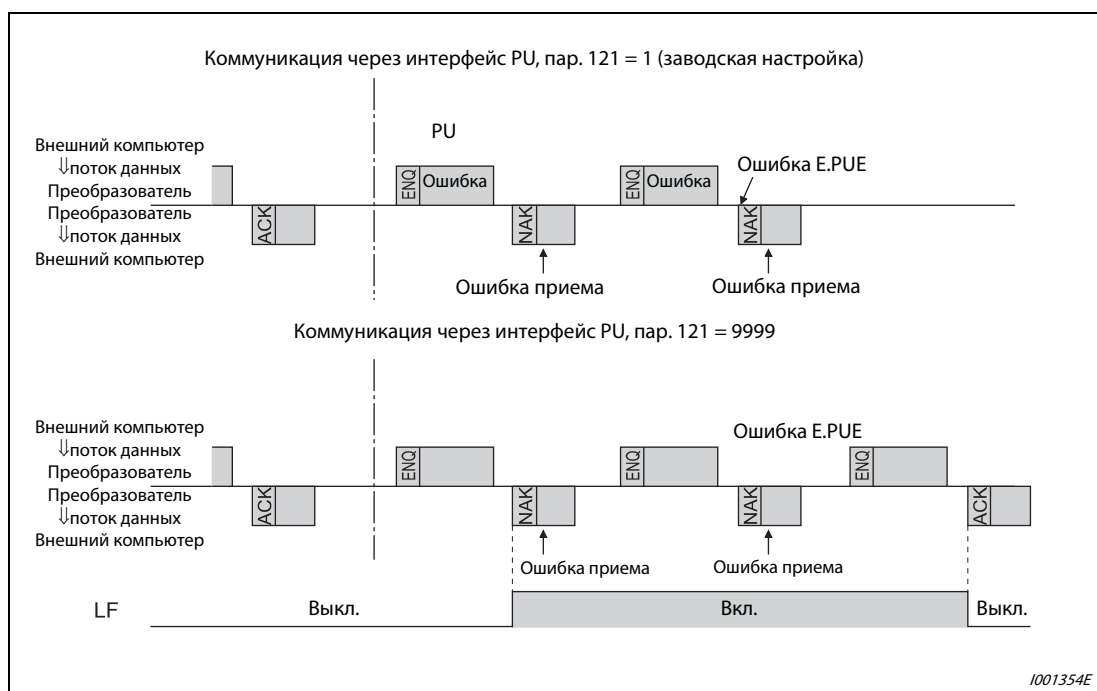 Коммуникация через интерфейс PU, пар. 121 = 1 (заводская настройка)
PU
Внешний компьютер
⇓поток данных
Преобразователь
Преобразователь
⇓поток данных
Внешний компьютер
ACK
ENQ
Ошибка
NAK
ENQ
Ошибка
NAK
Ошибка E.PUE
Ошибка приема
Ошибка приема
Коммуникация через интерфейс PU, пар. 121 = 9999
Внешний компьютер
⇓поток данных
Преобразователь
Преобразователь
⇓поток данных
Внешний компьютер
ACK
ENQ
NAK
ENQ
Ошибка E.PUE
NAK
ENQ
ACK
Ошибка приема
Ошибка приема
LF
Выкл.
Вкл.
Выкл.
I001354E